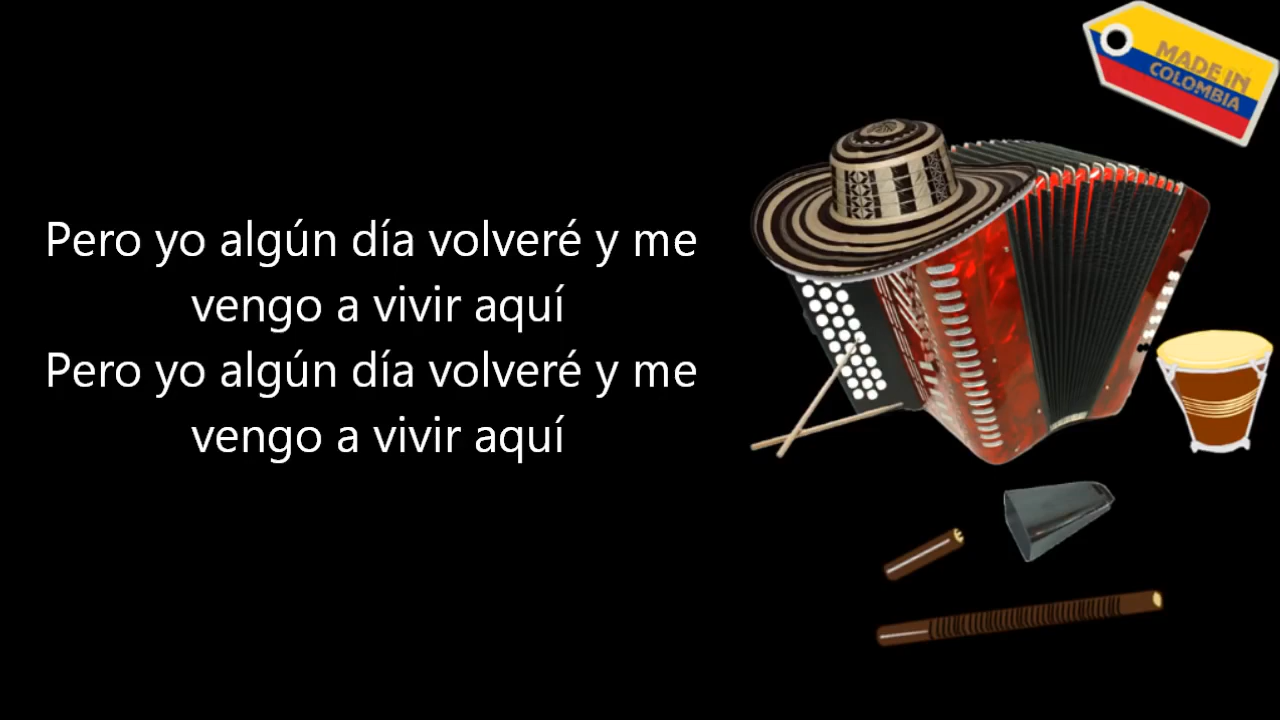 Pero yo algún día volveré y me
vengo a vivir aquí
Pero yo algún día volveré y me
vengo a vivir aquí
MADE IN
COLOMBIA